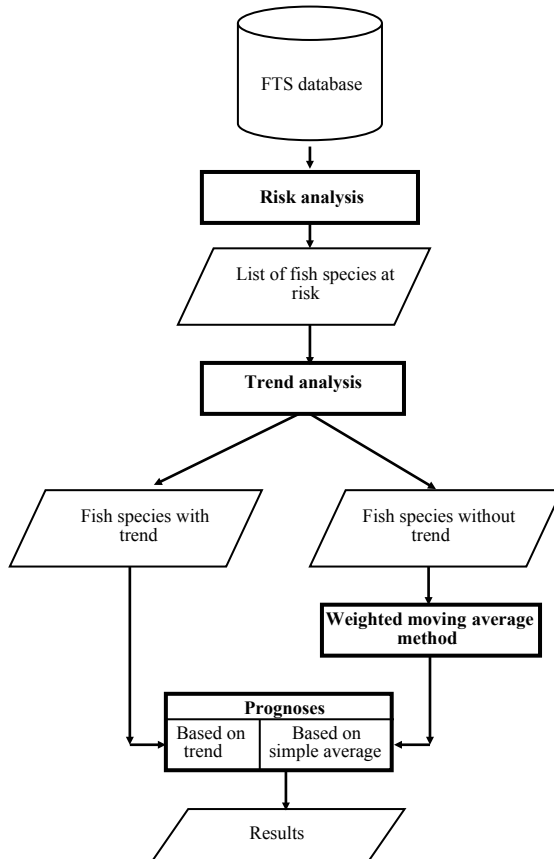 FTS database
Risk analysis
List of fish species at
risk
Trend analysis
Fish species with
trend
Fish species without
trend
Weighted moving average
method
Prognoses
Based on
trend
Based on
simple average
Results